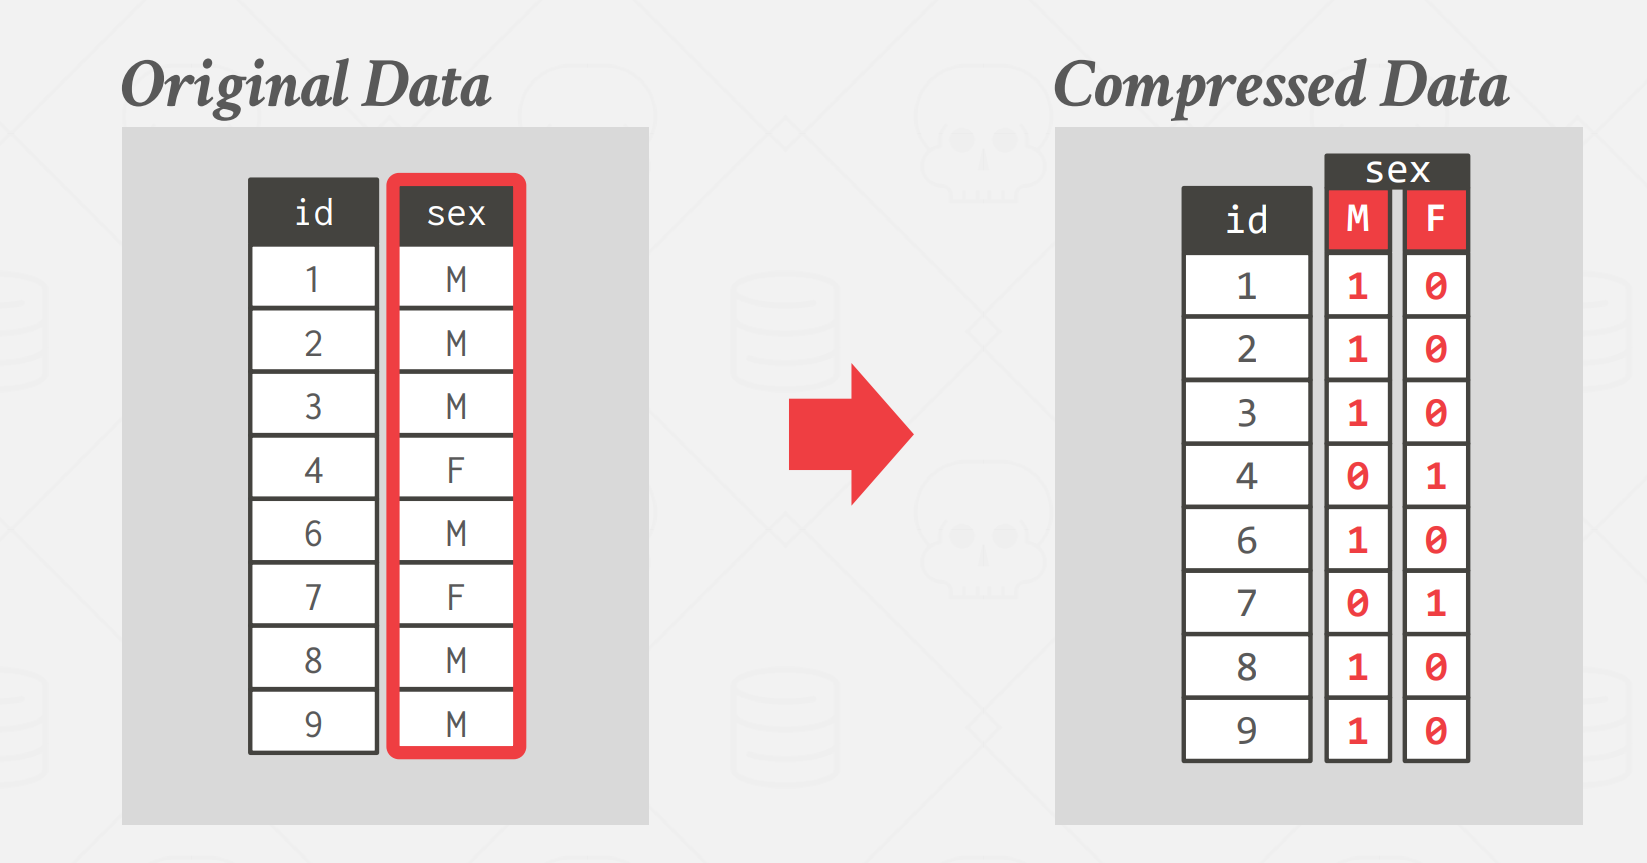 Original Data
id sex
1 M
2 M
3 M
4 F
6 M
7 F
8 M
9 M
Compressed Data
sex
id M F
1 1 0
2 1 0
3 1 0
4 0 1
6 1 0
7 0 1
8 1 0
9 1 0